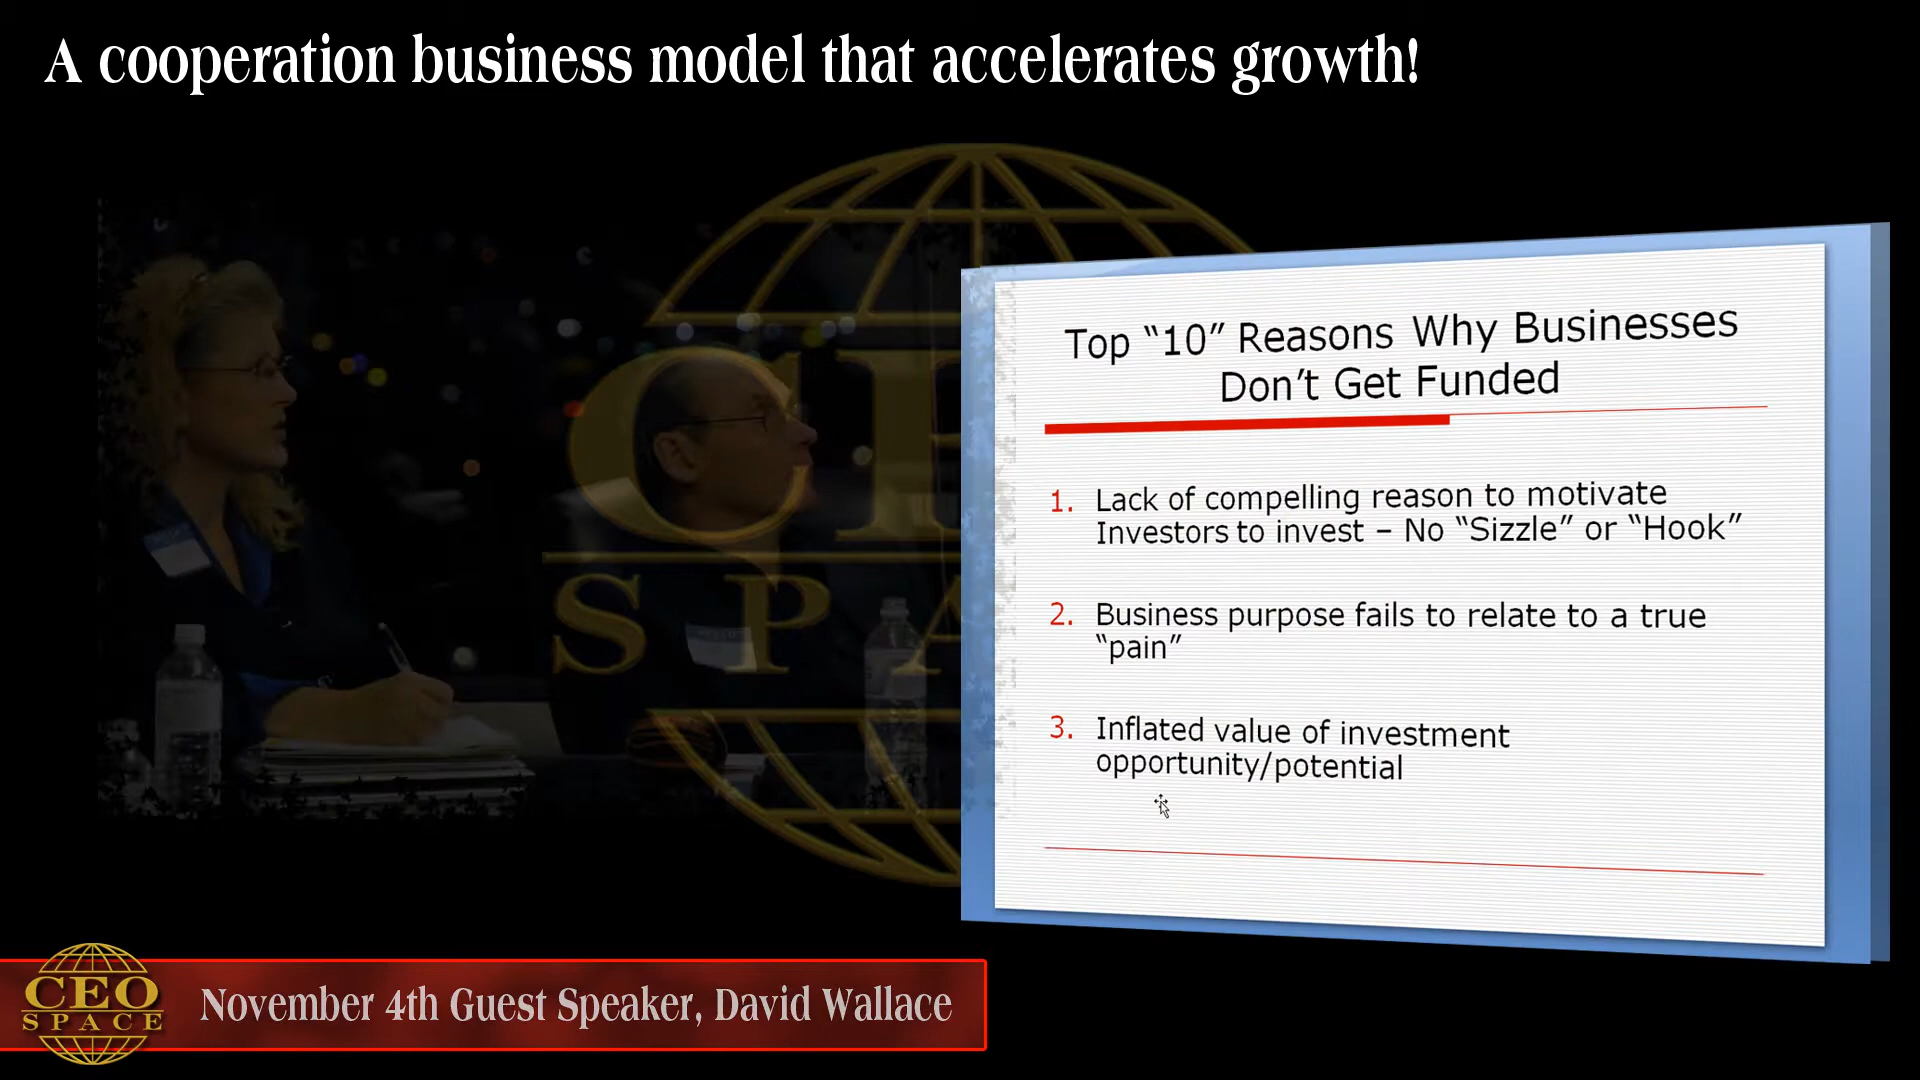 A cooperation business model that accelerates growth!
CE
SPA
Top “10” Reasons Why Businesses
Don’t Get Funded
1. Lack of compelling reason to motivate
Investors to invest – No “Sizzle” or “Hook”
2. Business purpose fails to relate to a true
“pain”
3. Inflated value of investment
opportunity/potential
CEO
SPACE
November 4th Guest Speaker, David Wallace